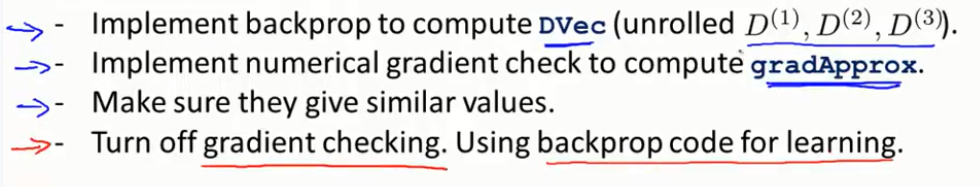 - Implement backprop to compute DVec (unrolled D^{(1)}, D^{(2)}, D^{(3)}).
- Implement numerical gradient check to compute gradApprox.
- Make sure they give similar values.
- Turn off gradient checking. Using backprop code for learning.